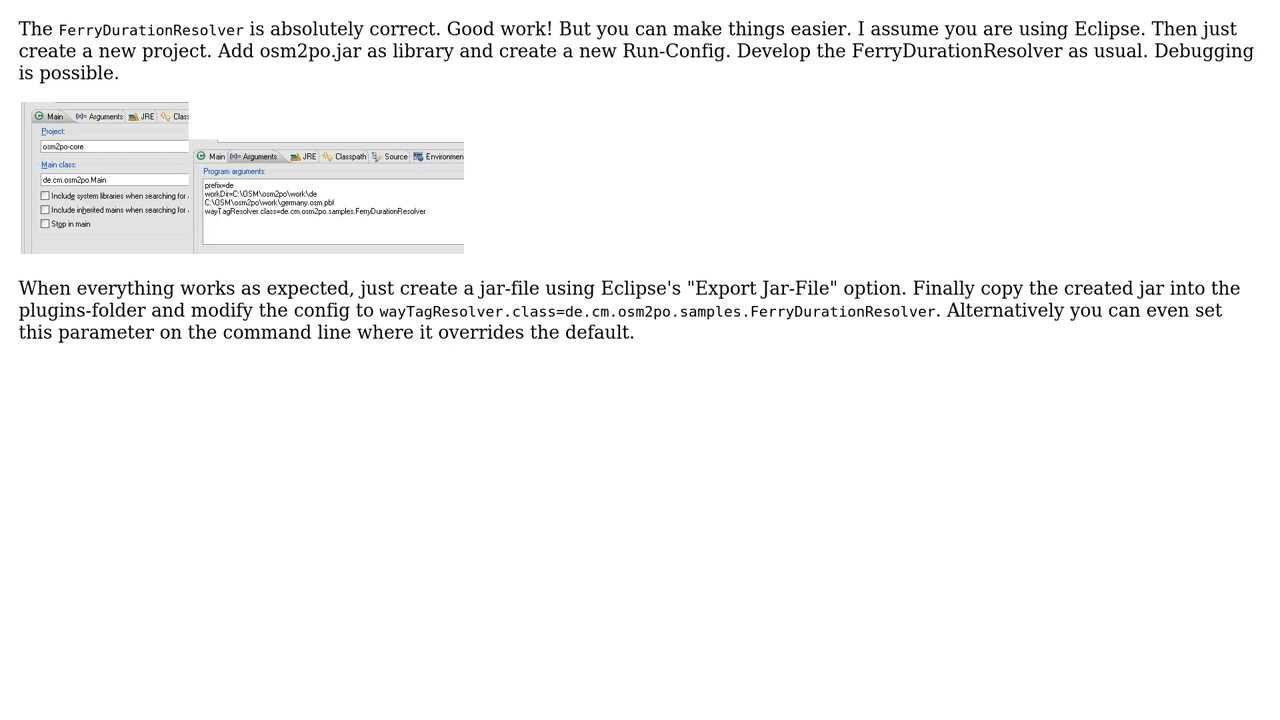 The FerryDurationResolver is absolutely correct. Good work! But you can make things easier. I assume you are using Eclipse. Then just
create a new project. Add osm2po.jar as library and create a new Run-Config. Develop the FerryDurationResolver as usual. Debugging
is possible.
Main (x)= Arguments JRE Class
Project:
osm2po-core
Main class:
de.cm.osm2po.Main
Include system libraries when searching for
Include inherited mains when searching for
Stop in main
Main (x)= Arguments JRE Classpath Source Environmen
Program arguments:
prefix=de
workDir=C:\OSM\osm2po\work\de
C:\OSM\osm2po\work\germany.osm.pbf
wayTagResolver.class=de.cm.osm2po.samples.FerryDurationResolver
When everything works as expected, just create a jar-file using Eclipse's "Export Jar-File" option. Finally copy the created jar into the
plugins-folder and modify the config to wayTagResolver.class=de.cm.osm2po.samples.FerryDurationResolver. Alternatively you can even set
this parameter on the command line where it overrides the default.